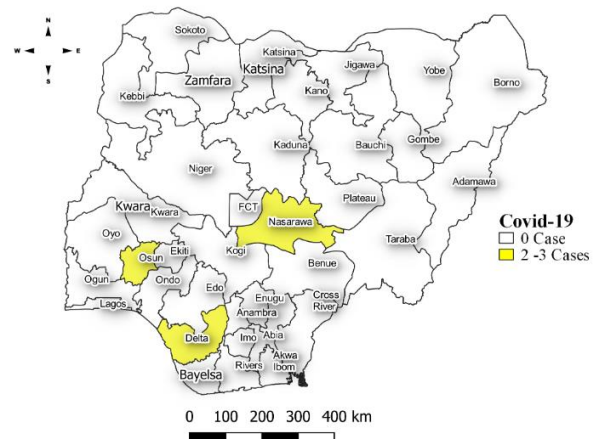 N
W E
S
Sokoto
Katsina
Katsina
Jigawa
Yobe
Borno
Zamfara
Kebbi
Kano
Kaduna
Bauchi
Gombe
Niger
Adamawa
Plateau
FCT
Nasarawa
Kwara
Kwara
Taraba
Oyo
Osun
Ekiti
Kogi
Benue
Ogun
Ondo
Edo
Lagos
Enugu
Cross
River
Anambra
Delta
Imo
Abia
Bayelsa
Rivers
Akwa
Ibom
Covid-19
0 Case
2 -3 Cases
0 100 200 300 400 km